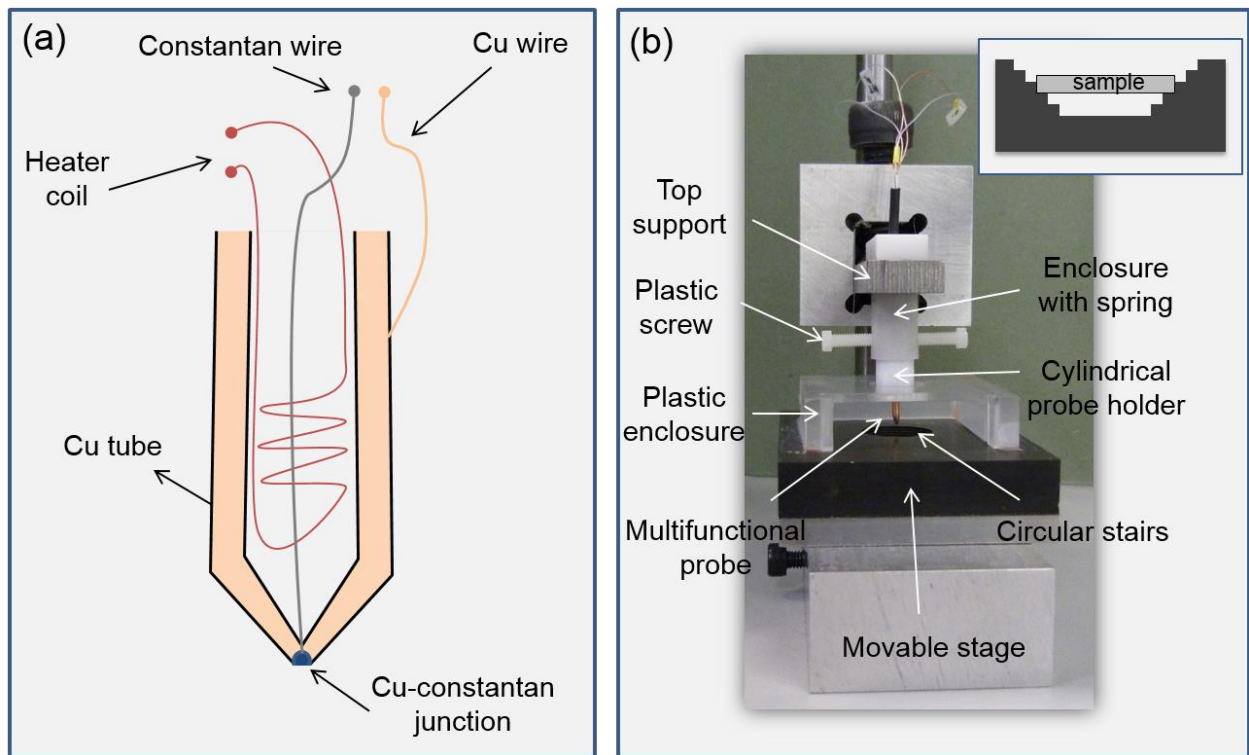 (a)
Constantan wire
Cu wire
Heater
coil
Cu tube
Cu-constantan
junction
(b)
sample
Top
support
Plastic
screw
Plastic
enclosure
Multifunctional
probe
Enclosure
with spring
Cylindrical
probe holder
Circular stairs
Movable stage